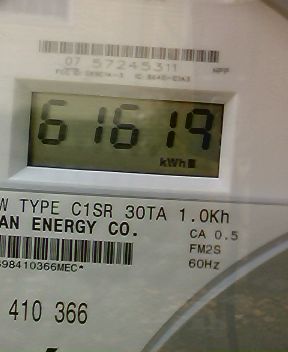 07 57245311
61619
kWh
TYPE C1SR 30TA 1.0Kh
AN ENERGY CO.
CA 0.5
FM2S
98410366MEC*
60Hz
410 366